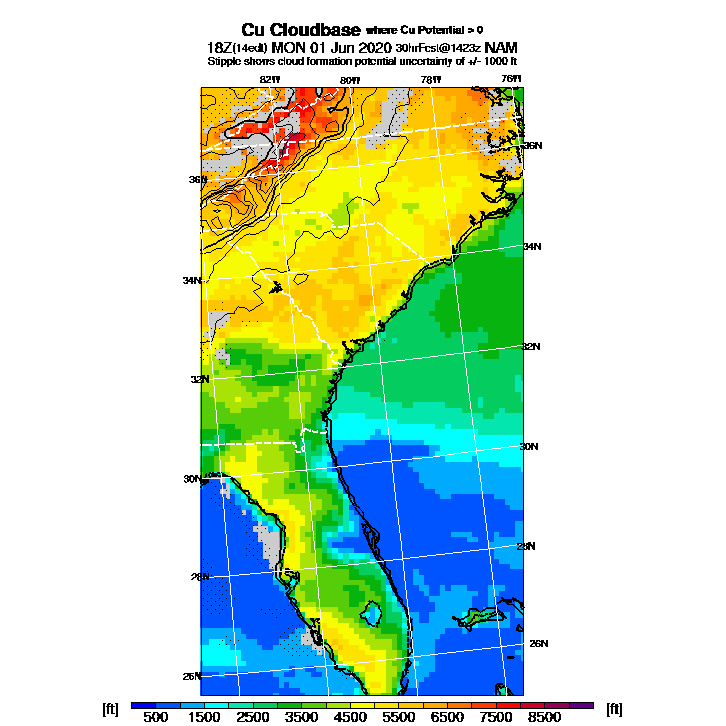 Cu Cloudbase where Cu Potential > 0
18Z(14edt) MON 01 Jun 2020 30hrFcst@1423z NAM
Stipple shows cloud formation potential uncertainty of +/- 1000 ft
82W 80W 78W 76W
36N
36N
34N
34N
32N
32N
30N
30N
28N
28N
26N
26N
[ft] [ft]
500 1500 2500 3500 4500 5500 6500 7500 8500